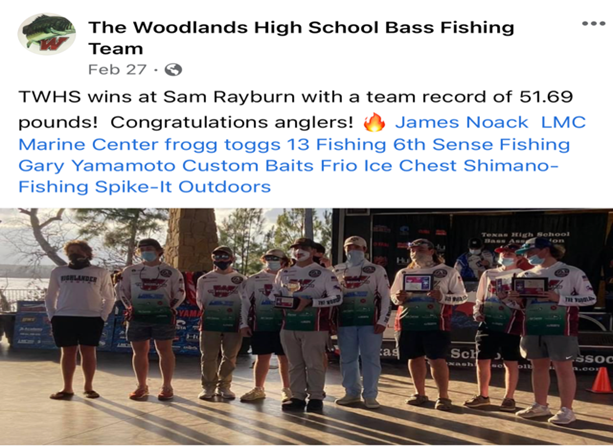 The Woodlands High School Bass Fishing
Team
Feb 27 ·
TWHS wins at Sam Rayburn with a team record of 51.69
pounds! Congratulations anglers! 🔥 James Noack LMC
Marine Center frogg toggs 13 Fishing 6th Sense Fishing
Gary Yamamoto Custom Baits Frio Ice Chest Shimano-
Fishing Spike-It Outdoors
Texas High School
Bass Association
HIGHLANDER